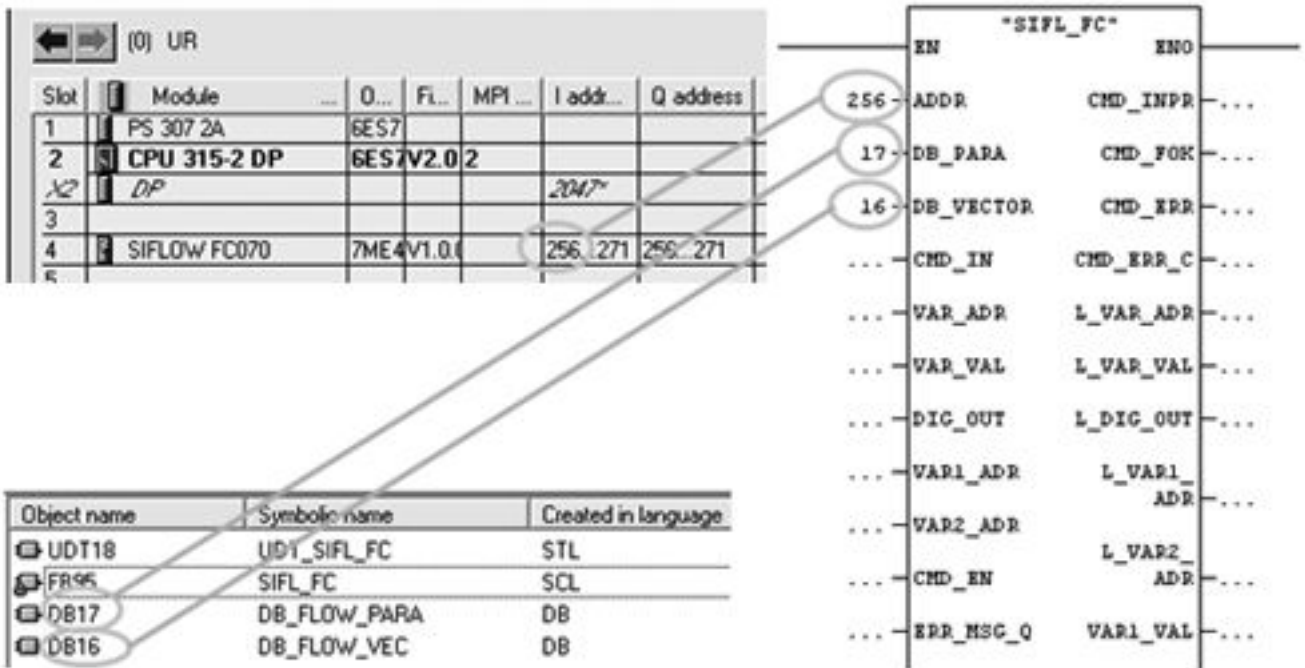 (0) UR
Slot Module ... O... Fi... MPI ... I addr... Q address
1 PS 307 2A 6ES7
2 CPU 315-2 DP 6ES7 V2.0 2
X2 DP 2047*
3
4 SIFLOW FC070 7ME4 V1.0.0 256...271 256...271
5
Object name Symbolic name Created in language
UDT18 UDT_SIFL_FC STL
FB95 SIFL_FC SCL
DB17 DB_FLOW_PARA DB
DB16 DB_FLOW_VEC DB
"SIFL_FC"
EN ENO
256 ADDR CMD_INPR ...
17 DB_PARA CMD_FOK ...
16 DB_VECTOR CMD_ERR ...
... CMD_IN CMD_ERR_C ...
... VAR_ADR L_VAR_ADR ...
... VAR_VAL L_VAR_VAL ...
... DIG_OUT L_DIG_OUT ...
... VAR1_ADR L_VAR1_
ADR ...
... VAR2_ADR
L_VAR2_
... CMD_EN ADR ...
... ERR_MSG_Q VAR1_VAL ...